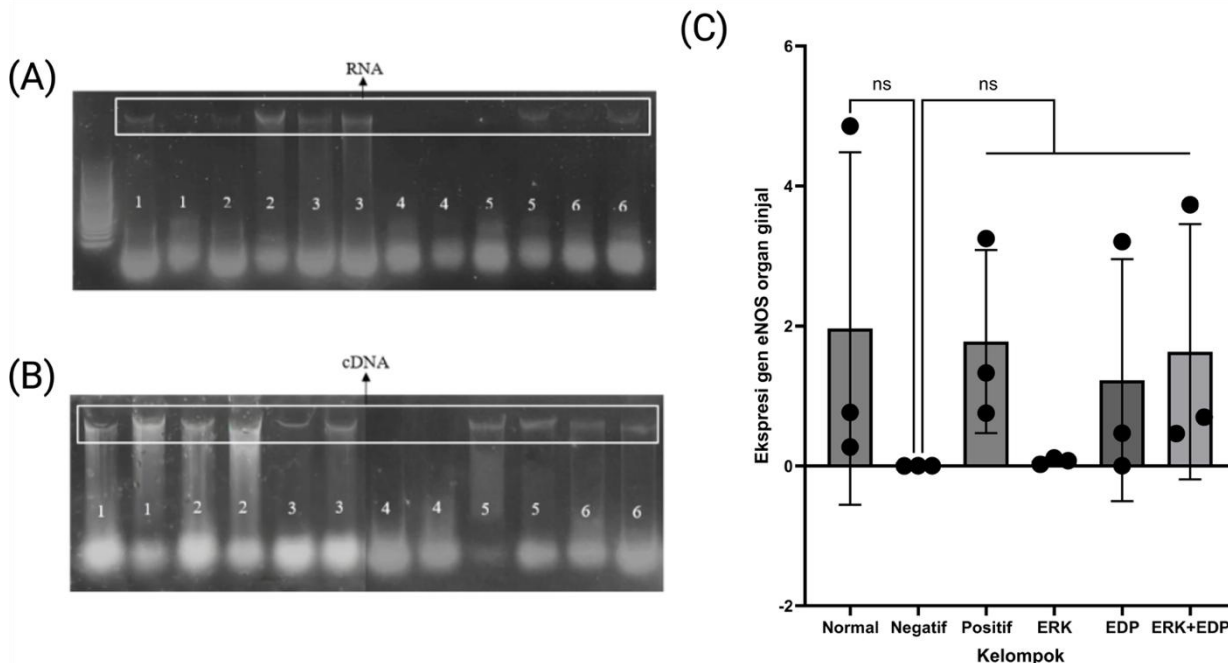 (A)
RNA
1 1 2 2 3 3 4 4 5 5 6 6
(B)
cDNA
1 1 2 2 3 3 4 4 5 5 6 6
(C)
Ekspresi gen eNOS organ ginjal
6
4
2
0
-2
ns ns
Normal Negatif Positif ERK EDP ERK+EDP
Kelompok